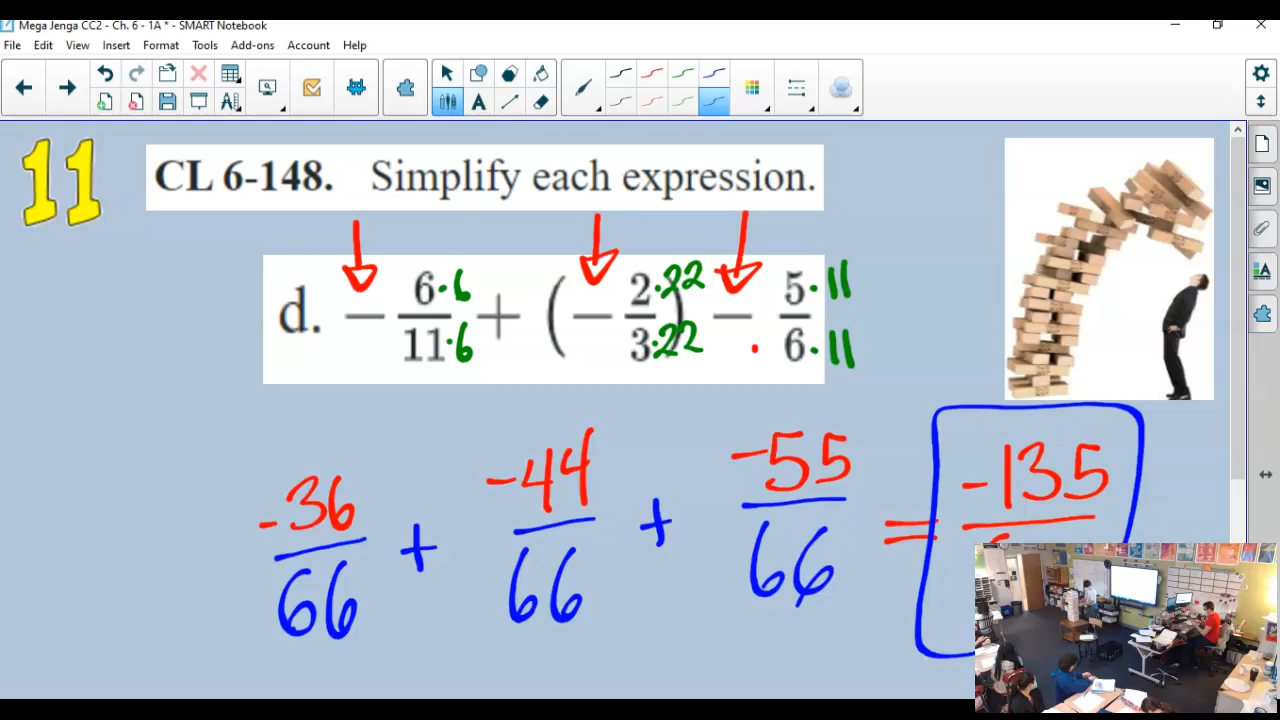 Mega Jenga CC2 - Ch. 6 - 1A * - SMART Notebook
File Edit View Insert Format Tools Add-ons Account Help
11
CL 6-148. Simplify each expression.
d. − 6·6/11·6 + (− 2·22/3·22) − 5·11/6·11
-36/66 + -44/66 + -55/66 = -135